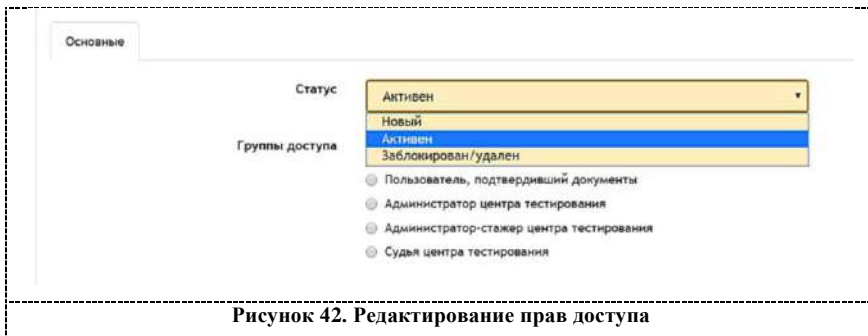 Основные
Статус
Активен
Новый
Активен
Заблокирован/удален
Группы доступа
Пользователь, подтвердивший документы
Администратор центра тестирования
Администратор-стажер центра тестирования
Судья центра тестирования
Рисунок 42. Редактирование прав доступа